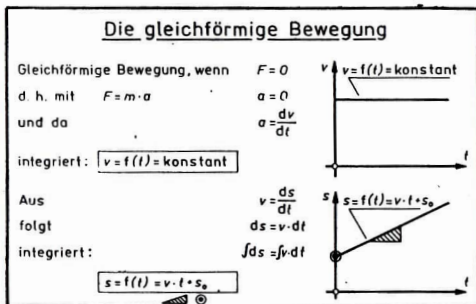 Die gleichförmige Bewegung
Gleichförmige Bewegung, wenn F = 0
d. h. mit F = m · a a = 0
und da a = dv/dt
integriert: v = f(t) = konstant
v v = f(t) = konstant
t
Aus v = ds/dt
folgt ds = v · dt
integriert: ∫ds = ∫v·dt
s = f(t) = v · t + s₀
s s = f(t) = v · t + s₀
t